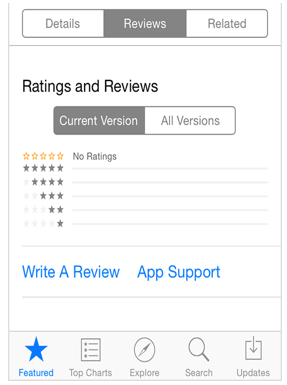 Details Reviews Related
Ratings and Reviews
Current Version All Versions
No Ratings
Write A Review App Support
Featured Top Charts Explore Search Updates